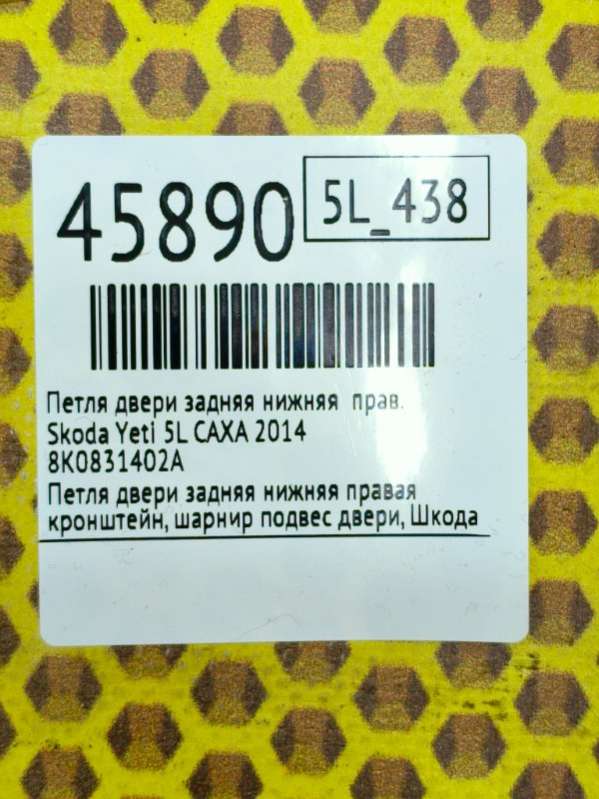 45890
5L_438
Петля двери задняя нижняя прав.
Skoda Yeti 5L CAXA 2014
8K0831402A
Петля двери задняя нижняя правая
кронштейн, шарнир подвес двери, Шкода